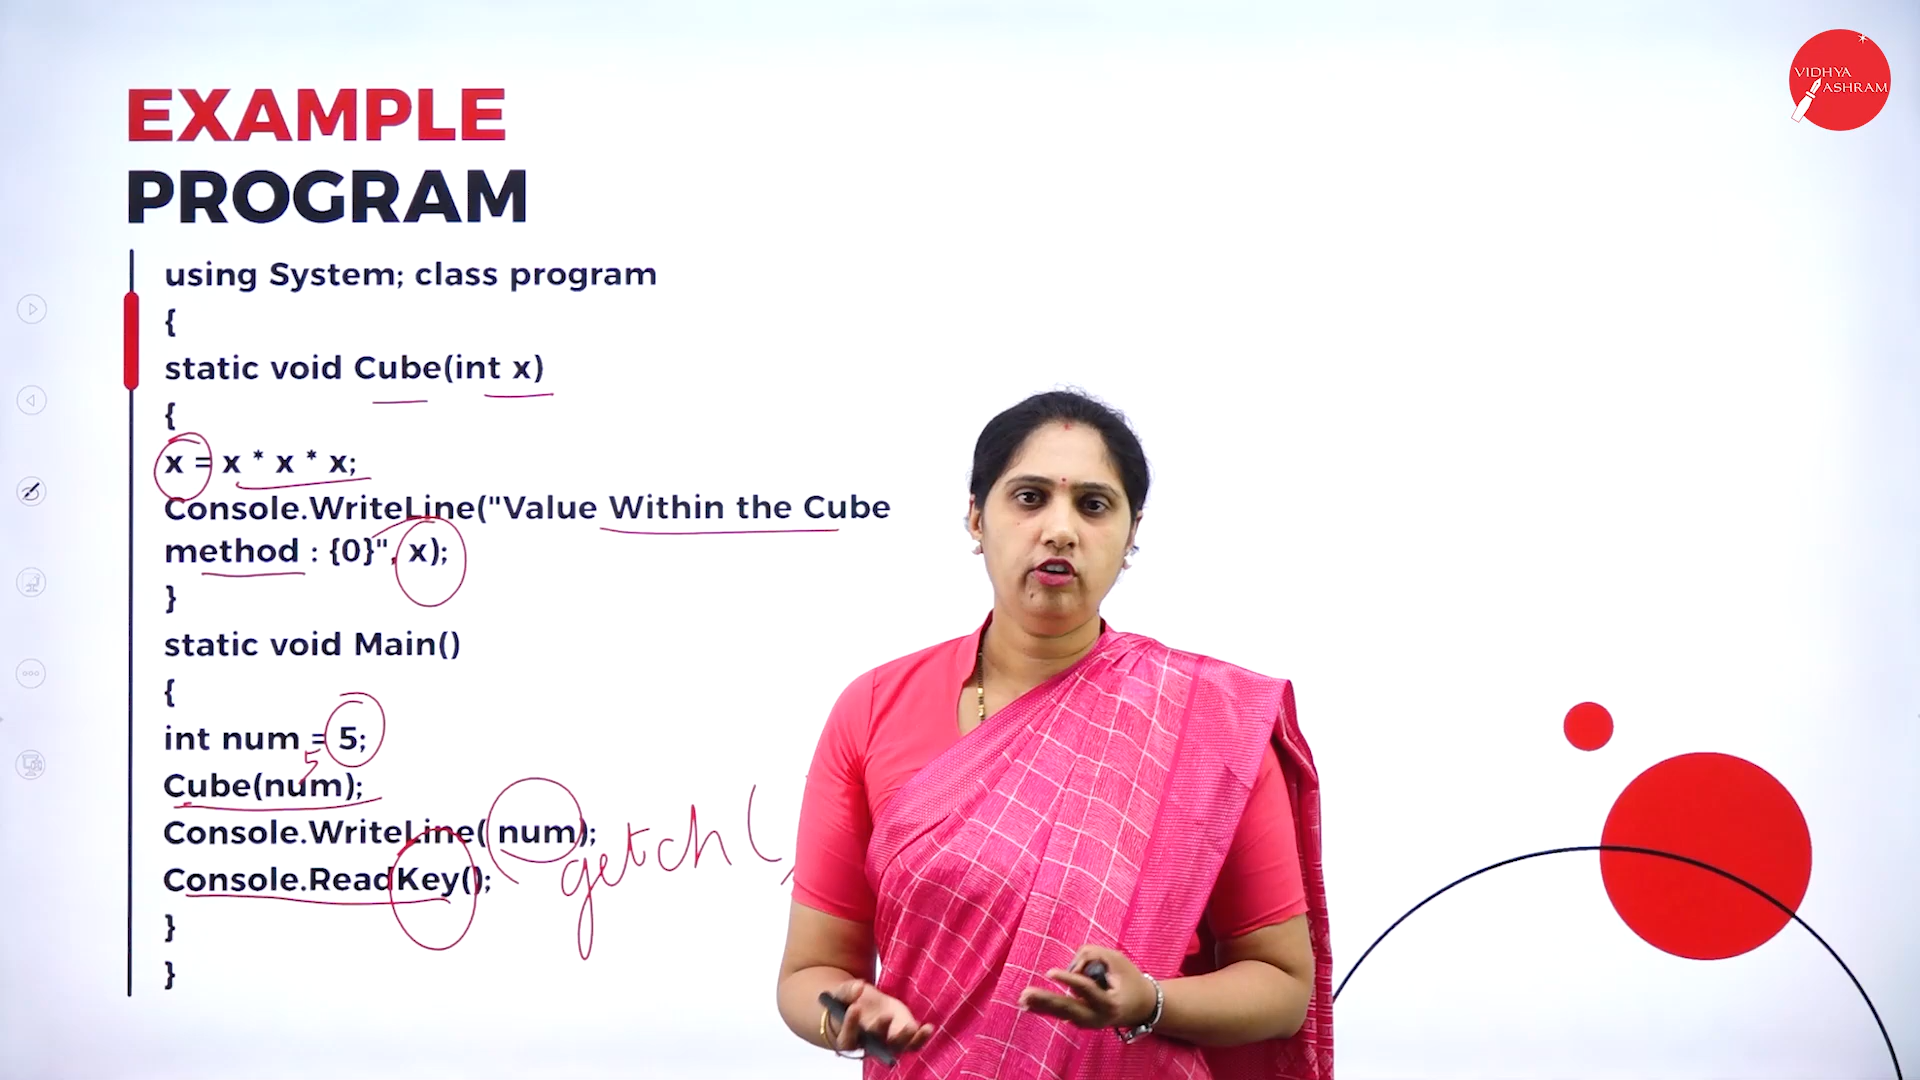 VIDHYA
ASHRAM
EXAMPLE
PROGRAM
using System; class program
{
static void Cube(int x)
{
x = x * x * x;
Console.WriteLine("Value Within the Cube
method : {0}", x);
}
static void Main()
{
int num = 5;
5
Cube(num);
Console.WriteLine( num);
getch(
Console.ReadKey();
}
}